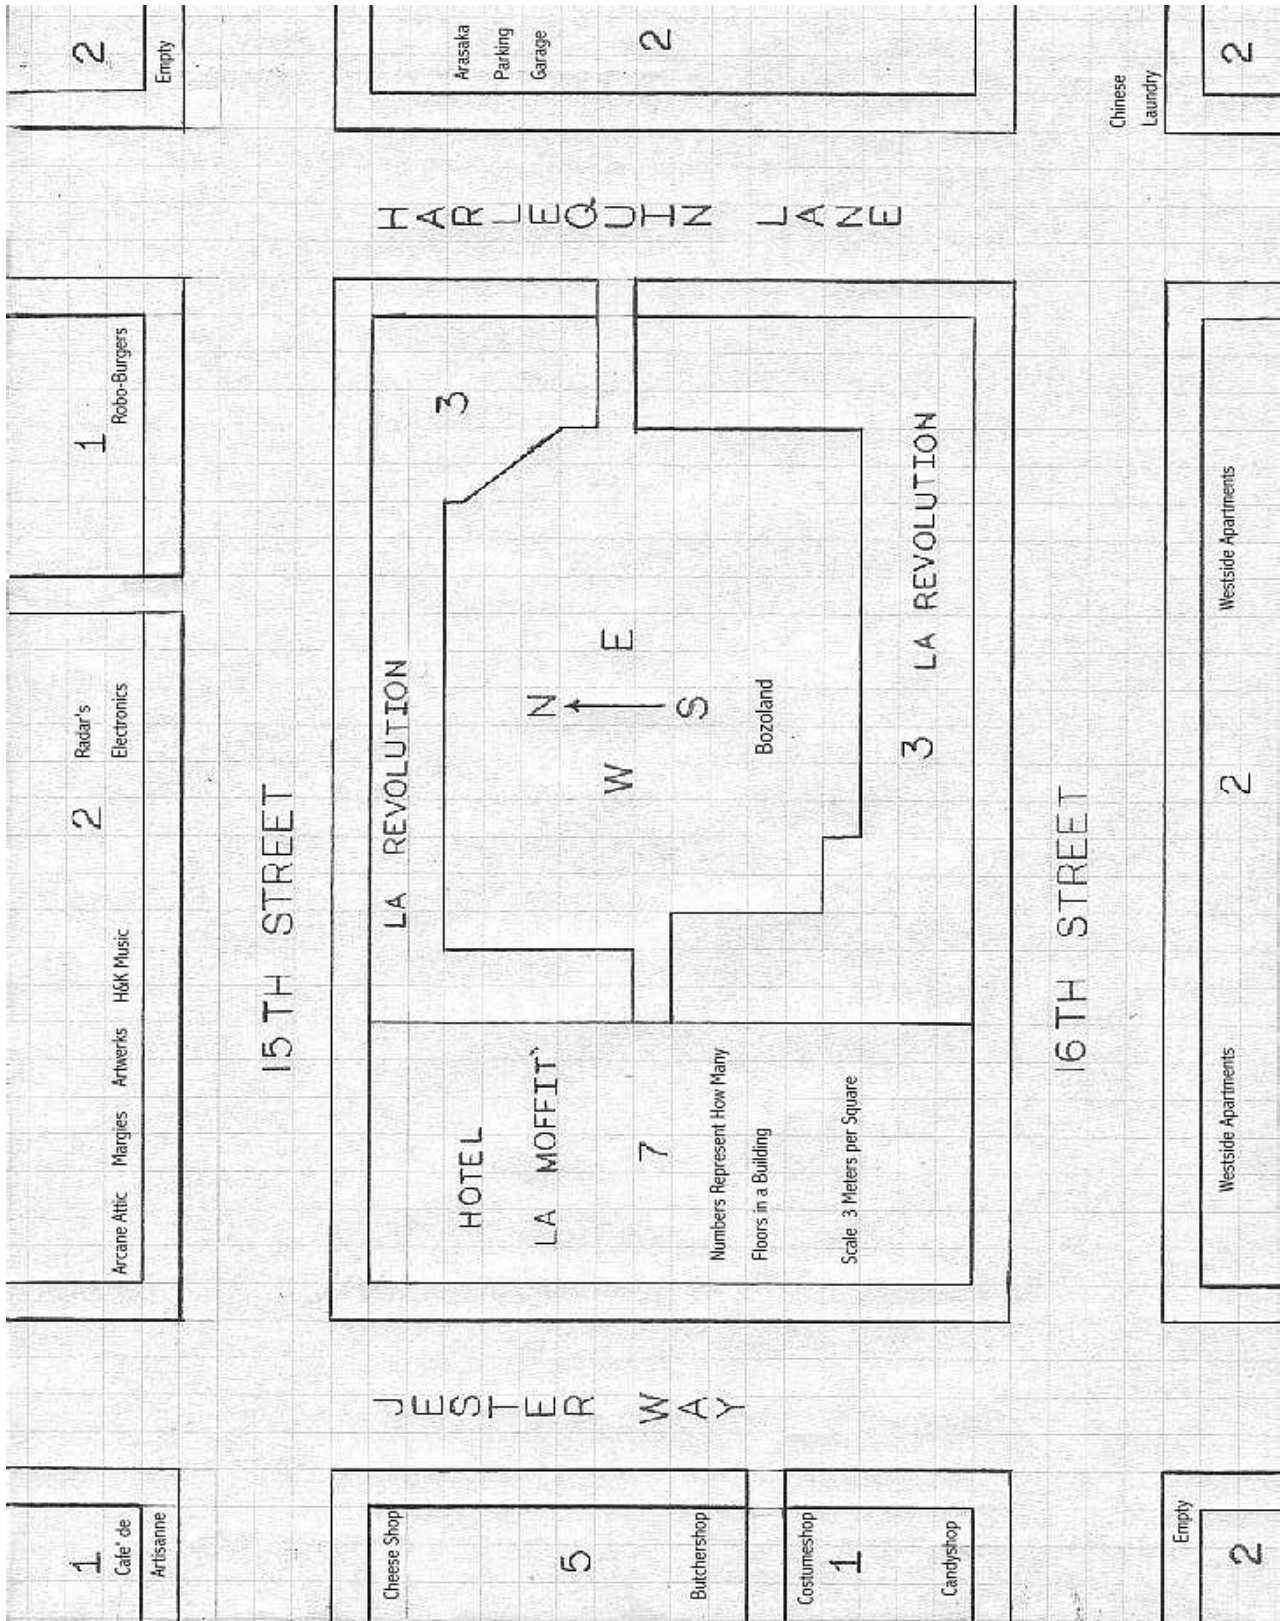 2
Empty
Arasaka
Parking
Garage
2
Chinese
Laundry
2
HARLEQUIN LANE
1
Robo-Burgers
Radar's
Electronics
2
H&K Music
Artwerks
Margies
Arcane Attic
15TH STREET
3
LA REVOLUTION
N
E
S
W
Bozoland
3 LA REVOLUTION
HOTEL
LA MOFFIT`
7
Numbers Represent How Many
Floors in a Building
Scale 3 Meters per Square
16TH STREET
Westside Apartments
2
Westside Apartments
JESTER WAY
1
Cafe' de
Artisanne
Cheese Shop
5
Butchershop
Costumeshop
1
Candyshop
Empty
2